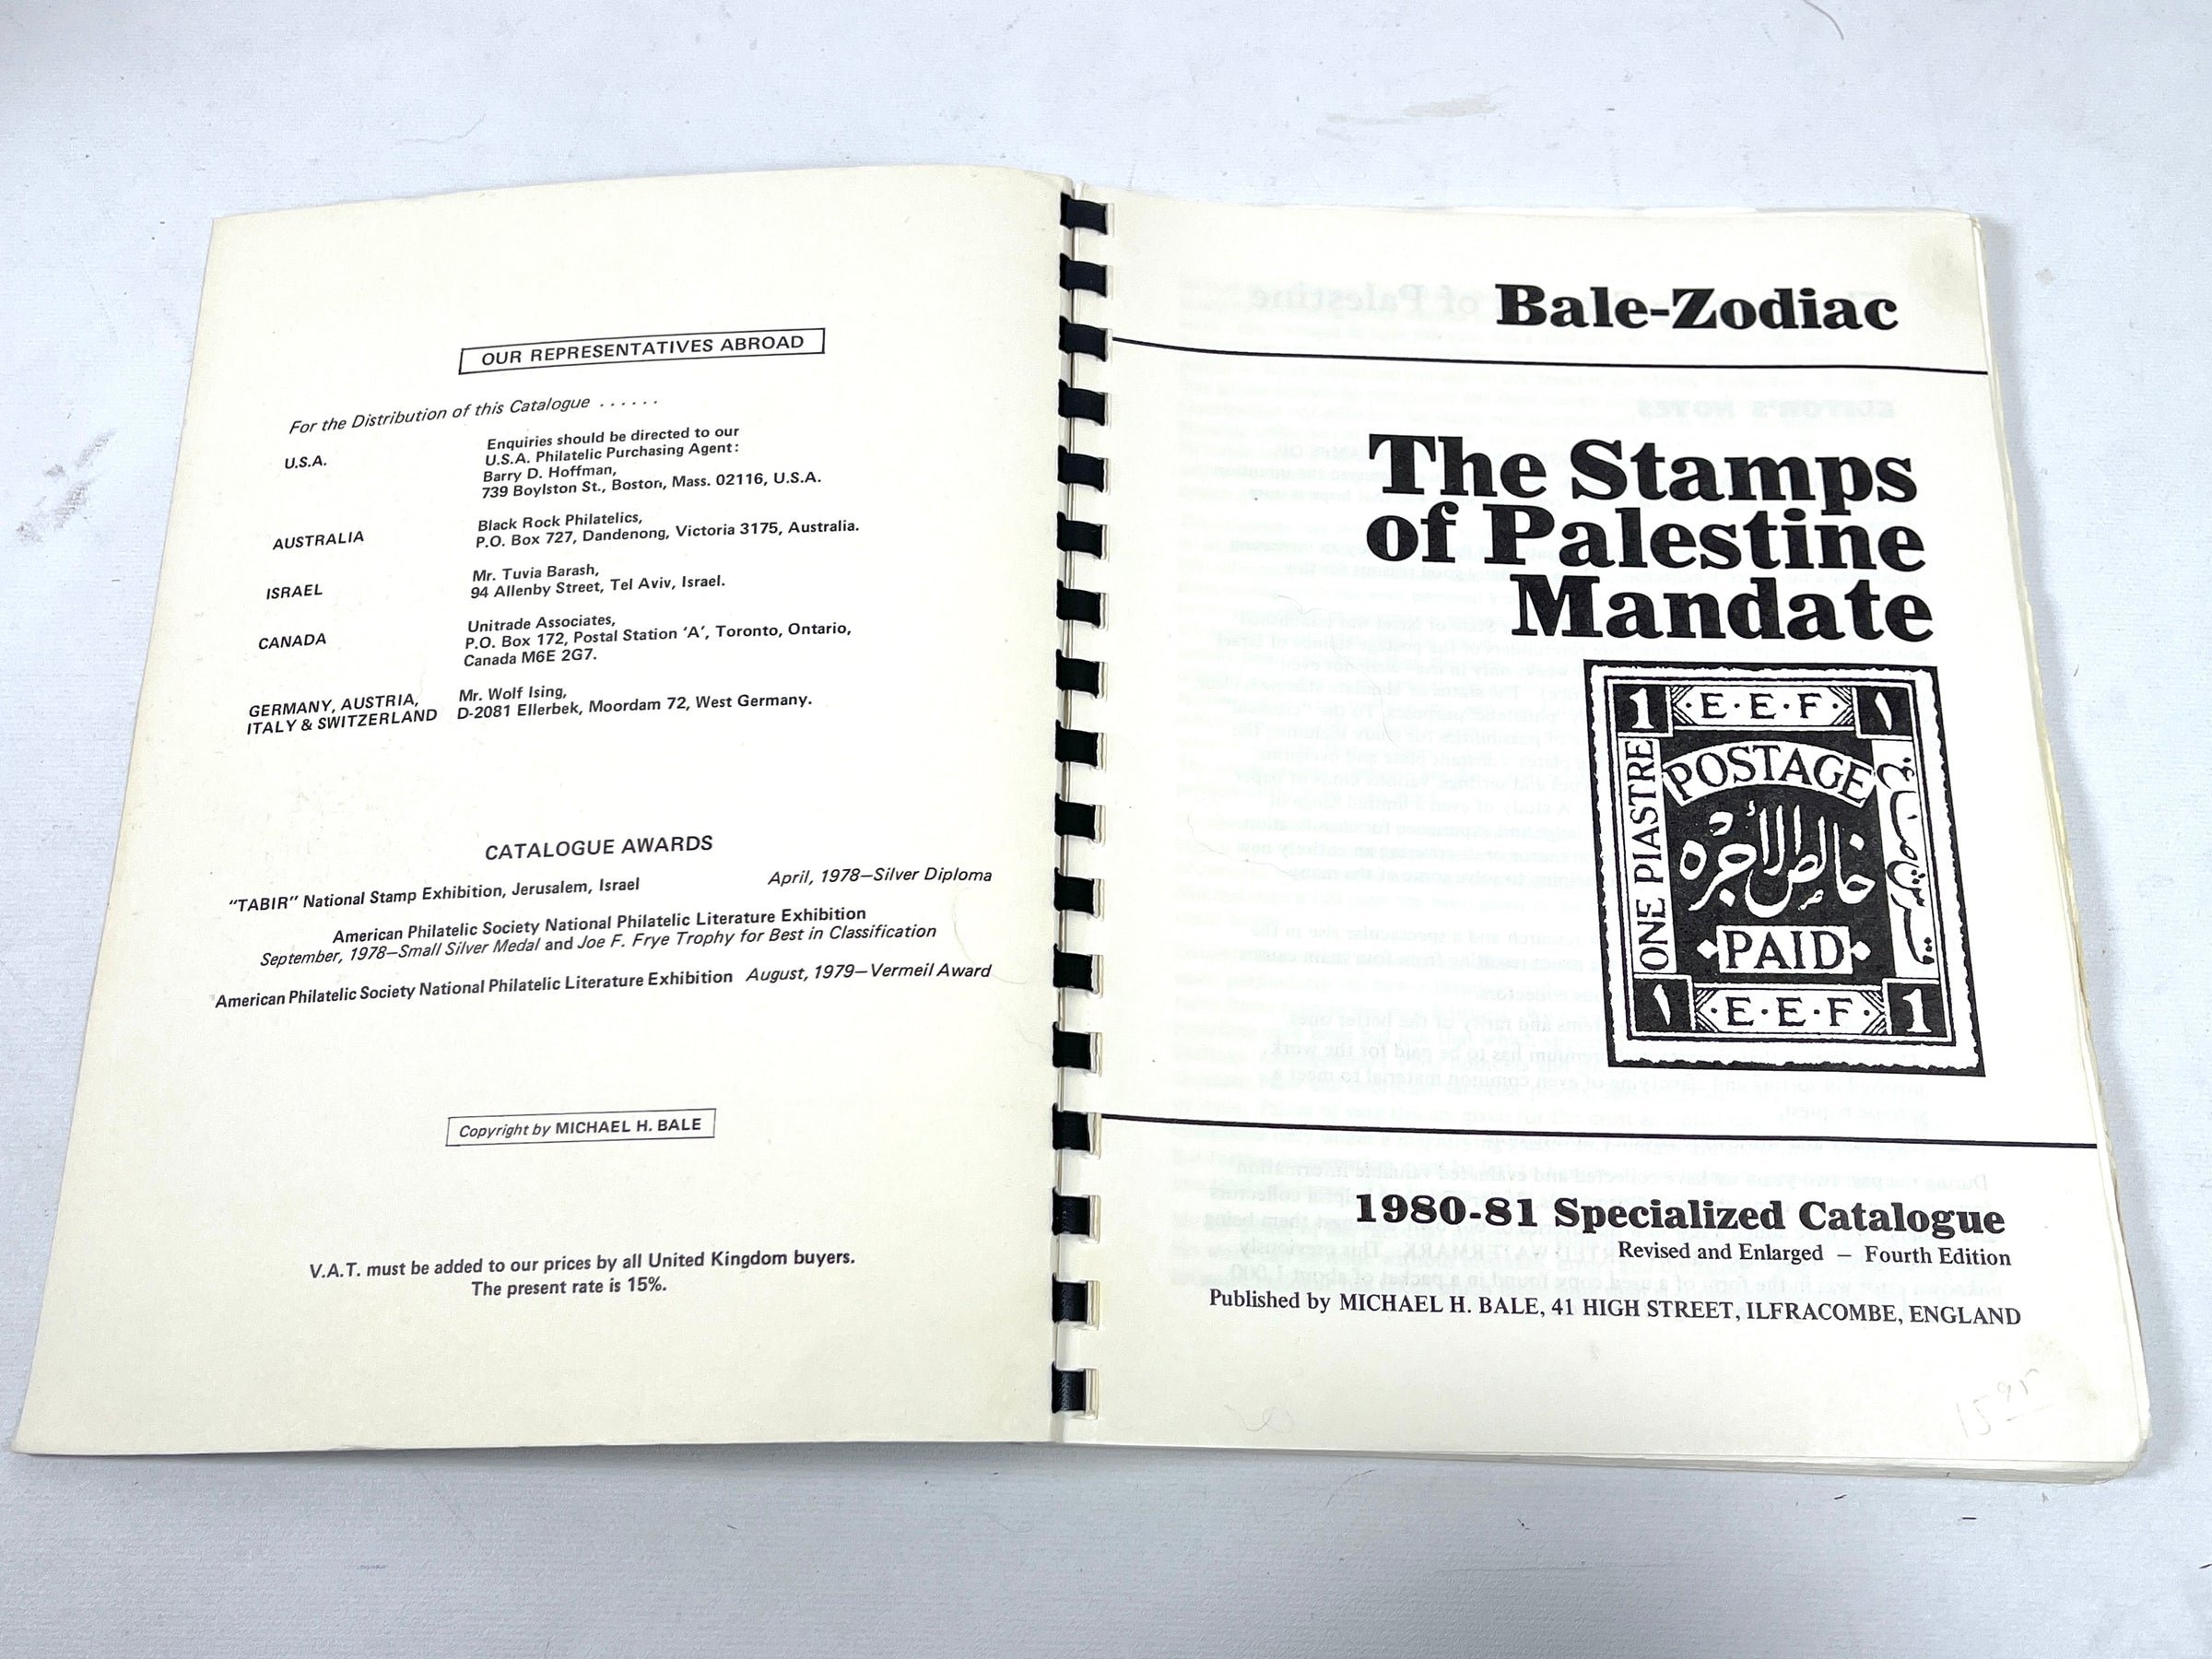 OUR REPRESENTATIVES ABROAD
For the Distribution of this Catalogue . . . . . .
U.S.A.
Enquiries should be directed to our
U.S.A. Philatelic Purchasing Agent:
Barry D. Hoffman,
739 Boylston St., Boston, Mass. 02116, U.S.A.
AUSTRALIA
Black Rock Philatelics,
P.O. Box 727, Dandenong, Victoria 3175, Australia.
ISRAEL
Mr. Tuvia Barash,
94 Allenby Street, Tel Aviv, Israel.
CANADA
Unitrade Associates,
P.O. Box 172, Postal Station ‘A’, Toronto, Ontario,
Canada M6E 2G7.
GERMANY, AUSTRIA,
ITALY & SWITZERLAND
Mr. Wolf Ising,
D-2081 Ellerbek, Moordam 72, West Germany.
CATALOGUE AWARDS
“TABIR” National Stamp Exhibition, Jerusalem, Israel April, 1978—Silver Diploma
American Philatelic Society National Philatelic Literature Exhibition
September, 1978—Small Silver Medal and Joe F. Frye Trophy for Best in Classification
American Philatelic Society National Philatelic Literature Exhibition August, 1979—Vermeil Award
Copyright by MICHAEL H. BALE
V.A.T. must be added to our prices by all United Kingdom buyers.
The present rate is 15%.
Bale-Zodiac
The Stamps
of Palestine
Mandate
1 E·E·F· ١
ONE PIASTRE
POSTAGE
خالص الأجره
PAID
١ E·E·F· 1
1980-81 Specialized Catalogue
Revised and Enlarged — Fourth Edition
Published by MICHAEL H. BALE, 41 HIGH STREET, ILFRACOMBE, ENGLAND